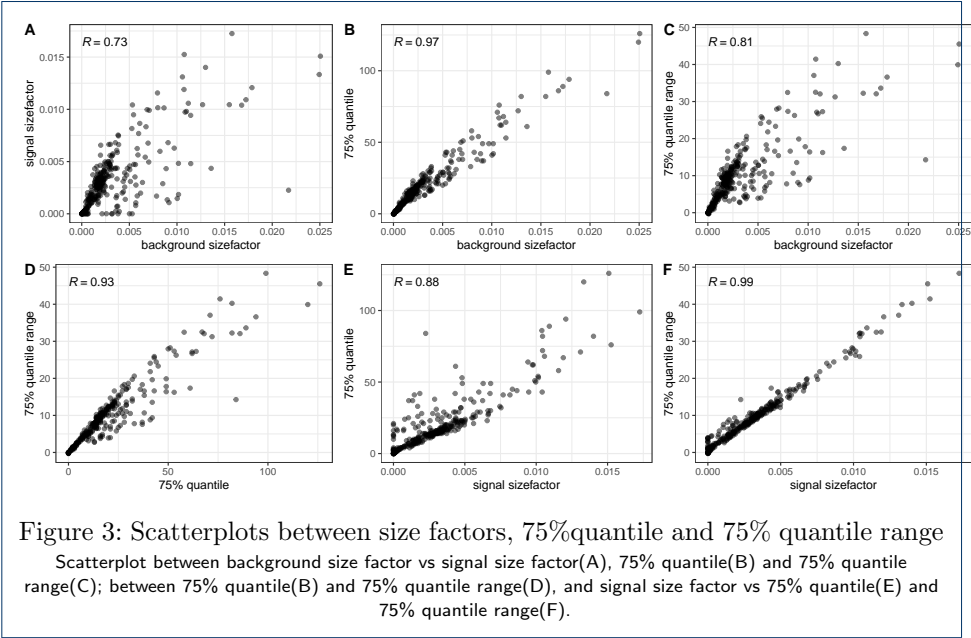 A
R = 0.73
signal sizefactor
0.015
0.010
0.005
0.000
0.000 0.005 0.010 0.015 0.020 0.025
background sizefactor
B
R = 0.97
75% quantile
100
50
0
0.000 0.005 0.010 0.015 0.020 0.025
background sizefactor
C
R = 0.81
75% quantile range
50
40
30
20
10
0
0.000 0.005 0.010 0.015 0.020 0.025
background sizefactor
D
R = 0.93
75% quantile range
50
40
30
20
10
0
0 50 100
75% quantile
E
R = 0.88
75% quantile
100
50
0
0.000 0.005 0.010 0.015
signal sizefactor
F
R = 0.99
75% quantile range
50
40
30
20
10
0
0.000 0.005 0.010 0.015
signal sizefactor
Figure 3: Scatterplots between size factors, 75%quantile and 75% quantile range
Scatterplot between background size factor vs signal size factor(A), 75% quantile(B) and 75% quantile
range(C); between 75% quantile(B) and 75% quantile range(D), and signal size factor vs 75% quantile(E) and
75% quantile range(F).